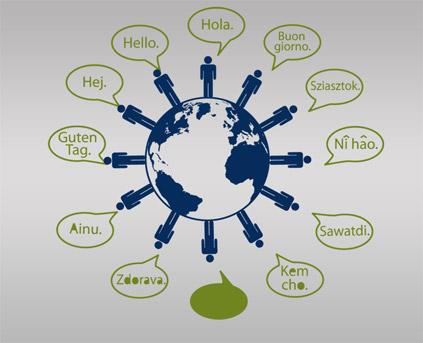 Hola.
Buon
giorno.
Sziasztok.
Nî hâo.
Sawatdi.
Kem
cho.
Zdorava.
Ainu.
Guten
Tag.
Hej.
Hello.